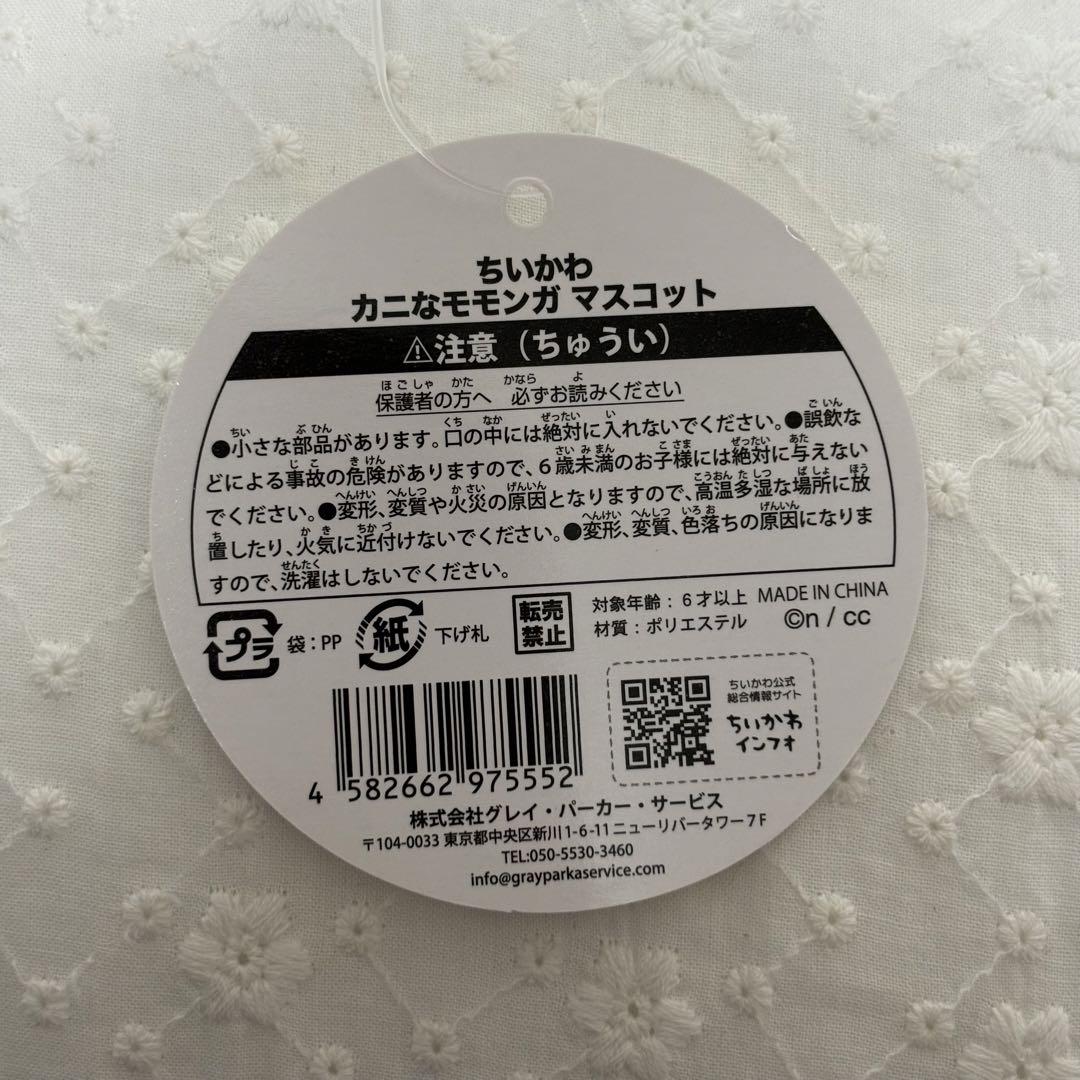 ちいかわ
カニなモモンガ マスコット
⚠注意（ちゅうい）
保護者の方へ 必ずお読みください
●小さな部品があります。口の中には絶対に入れないでください。●誤飲な
どによる事故の危険がありますので、6歳未満のお子様には絶対に与えない
でください。●変形、変質や火災の原因となりますので、高温多湿な場所に放
置したり、火気に近付けないでください。●変形、変質、色落ちの原因になりま
すので、洗濯はしないでください。
プラ 袋：PP 紙 下げ札
転売
禁止
対象年齢：6才以上 MADE IN CHINA
材質：ポリエステル ©n / cc
ちいかわ公式
総合情報サイト
ちいかわ
インフォ
4 582662 975552
株式会社グレイ・パーカー・サービス
〒104-0033 東京都中央区新川1-6-11 ニューリバータワー7F
TEL:050-5530-3460
info@grayparkaservice.com